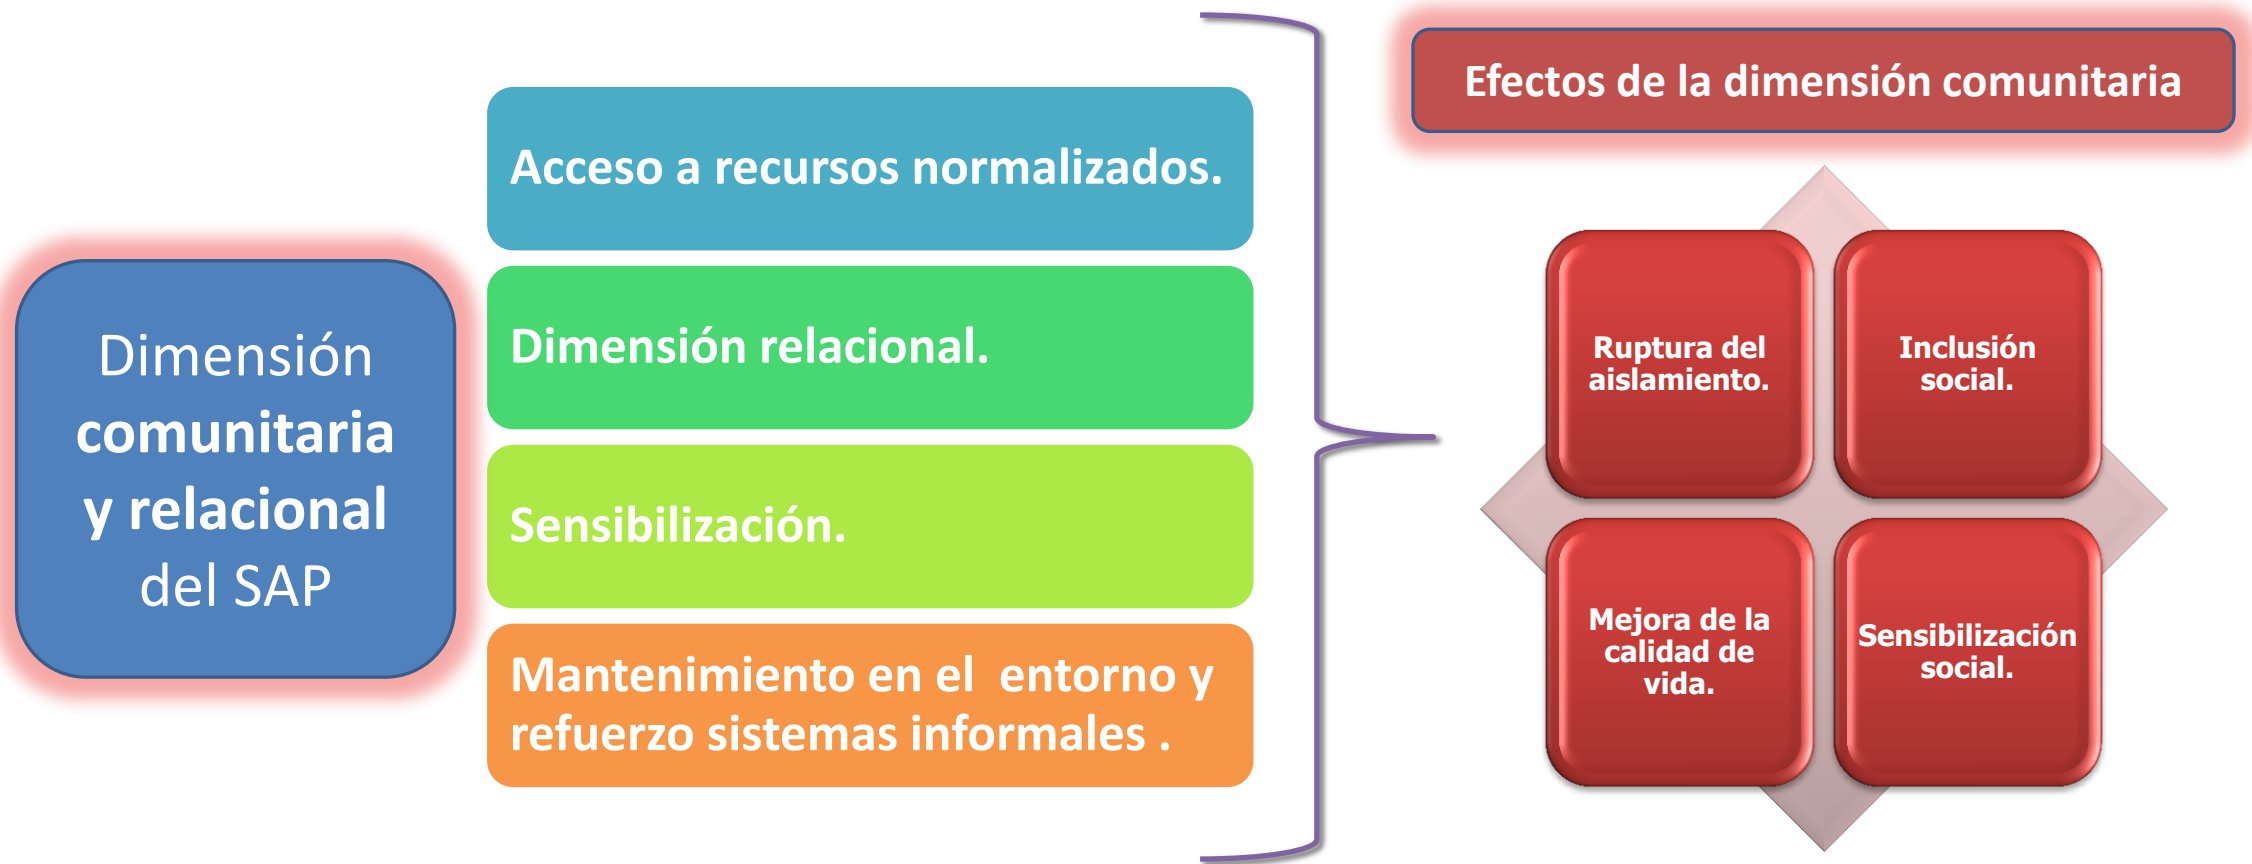 Dimensión
comunitaria
y relacional
del SAP
Acceso a recursos normalizados.
Dimensión relacional.
Sensibilización.
Mantenimiento en el  entorno y
refuerzo sistemas informales .
Efectos de la dimensión comunitaria
Ruptura del
aislamiento.
Inclusión
social.
Mejora de la
calidad de
vida.
Sensibilización
social.